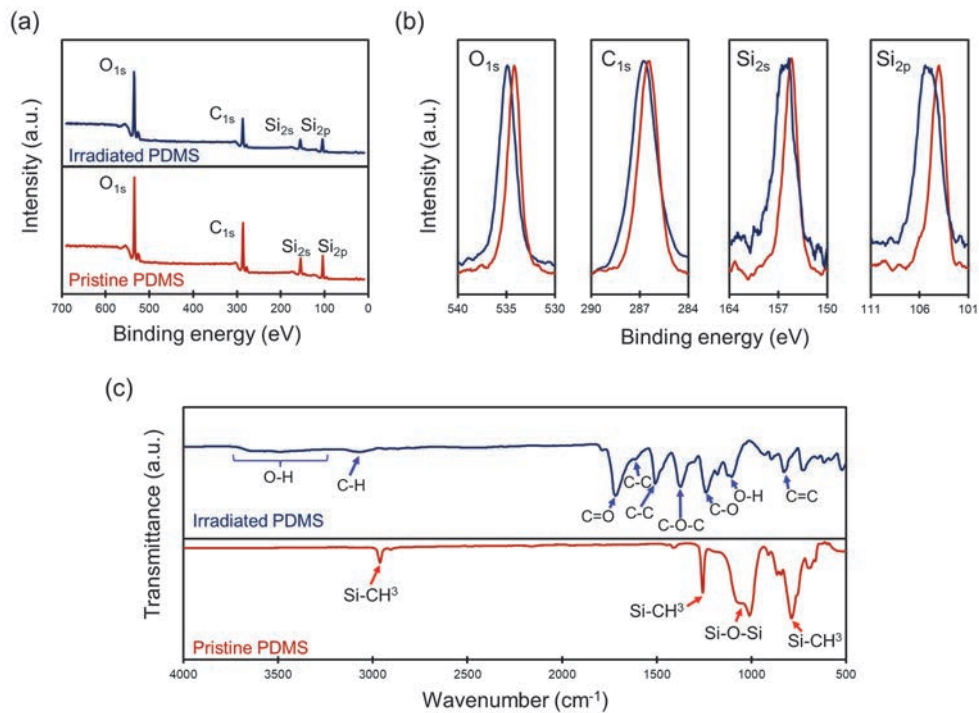 (a)
Intensity (a.u.)
O₁ₛ
C₁ₛ
Si₂ₛ Si₂ₚ
Irradiated PDMS
O₁ₛ
C₁ₛ
Si₂ₛ Si₂ₚ
Pristine PDMS
700 600 500 400 300 200 100 0
Binding energy (eV)
(b)
Intensity (a.u.)
O₁ₛ C₁ₛ Si₂ₛ Si₂ₚ
540 535 530 290 287 284 164 157 150 111 106 101
Binding energy (eV)
(c)
Transmittance (a.u.)
O-H
C-H
C=O
C-C
C-C
C-O-C
C-O
O-H
C=C
Irradiated PDMS
Si-CH³
Si-CH³
Si-O-Si
Si-CH³
Pristine PDMS
4000 3000 2000 1500 1000 500
Wavenumber (cm⁻¹)